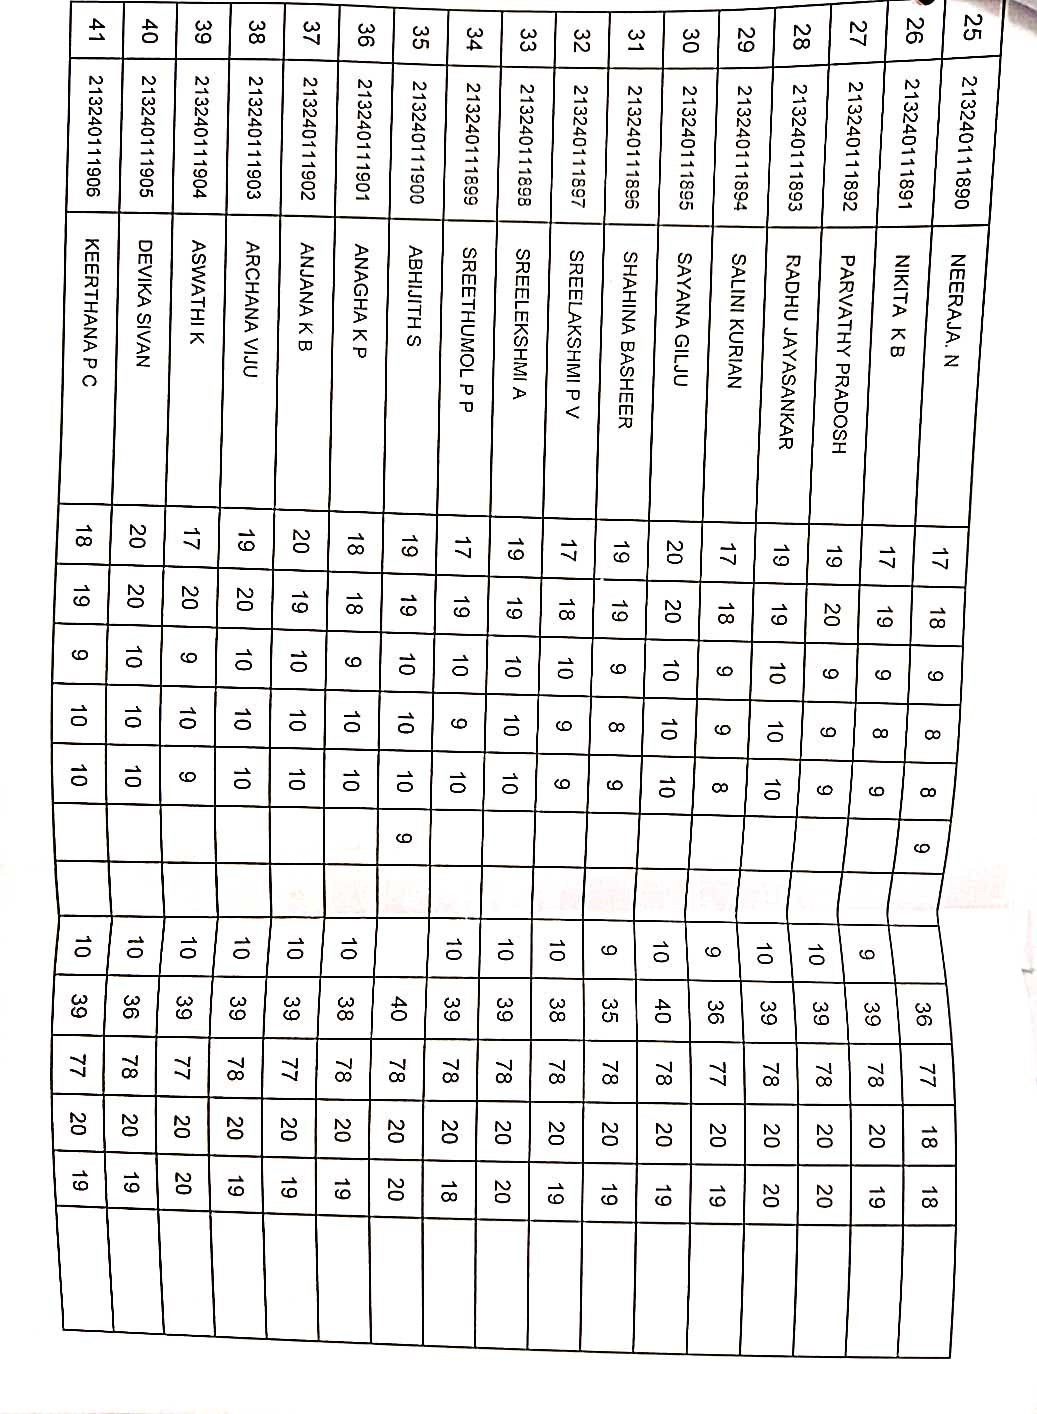 25 213240111890 NEERAJA. N 17 18 9 8 8 9 36 77 18 18
26 213240111891 NIKITA K B 17 19 9 8 9 9 39 78 20 19
27 213240111892 PARVATHY PRADOSH 19 20 9 9 9 10 39 78 20 20
28 213240111893 RADHU JAYASANKAR 19 19 10 10 10 10 39 78 20 20
29 213240111894 SALINI KURIAN 17 18 9 9 8 9 36 77 20 19
30 213240111895 SAYANA GILJU 20 20 10 10 10 10 40 78 20 19
31 213240111896 SHAHINA BASHEER 19 19 9 8 9 9 35 78 20 19
32 213240111897 SREELAKSHMI P V 17 18 10 9 9 10 38 78 20 19
33 213240111898 SREELEKSHMI A 19 19 10 10 10 10 39 78 20 20
34 213240111899 SREETHUMOL P P 17 19 10 9 10 10 39 78 20 18
35 213240111900 ABHIJITH S 19 19 10 10 10 9 40 78 20 20
36 213240111901 ANAGHA K P 18 18 9 10 10 10 38 78 20 19
37 213240111902 ANJANA K B 20 19 10 10 10 10 39 77 20 19
38 213240111903 ARCHANA VIJU 19 20 10 10 10 10 39 78 20 19
39 213240111904 ASWATHI K 17 20 9 10 9 10 39 77 20 20
40 213240111905 DEVIKA SIVAN 20 20 10 10 10 10 36 78 20 19
41 213240111906 KEERTHANA P C 18 19 9 10 10 10 39 77 20 19